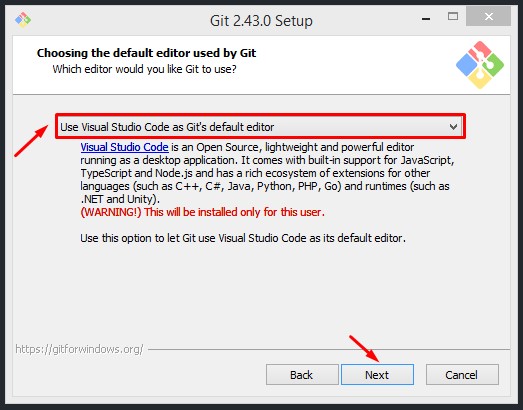 Git 2.43.0 Setup
Choosing the default editor used by Git
Which editor would you like Git to use?
Use Visual Studio Code as Git's default editor
Visual Studio Code is an Open Source, lightweight and powerful editor
running as a desktop application. It comes with built-in support for JavaScript,
TypeScript and Node.js and has a rich ecosystem of extensions for other
languages (such as C++, C#, Java, Python, PHP, Go) and runtimes (such as
.NET and Unity).
(WARNING!) This will be installed only for this user.
Use this option to let Git use Visual Studio Code as its default editor.
https://gitforwindows.org/
Back Next Cancel